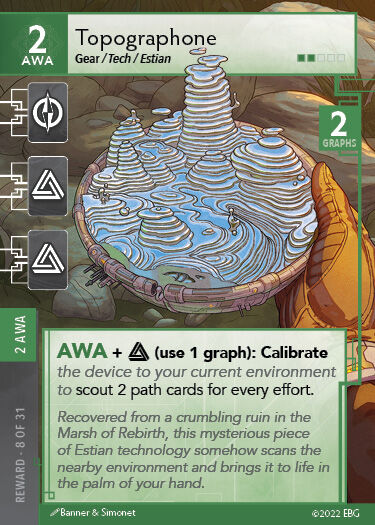 2
AWA
Topographone
Gear / Tech / Estian
2
GRAPHS
2 AWA
REWARD - 8 OF 31
AWA + (use 1 graph): Calibrate
the device to your current environment
to scout 2 path cards for every effort.
Recovered from a crumbling ruin in the
Marsh of Rebirth, this mysterious piece
of Estian technology somehow scans the
nearby environment and brings it to life in
the palm of your hand.
Banner & Simonet
©2022 EBG